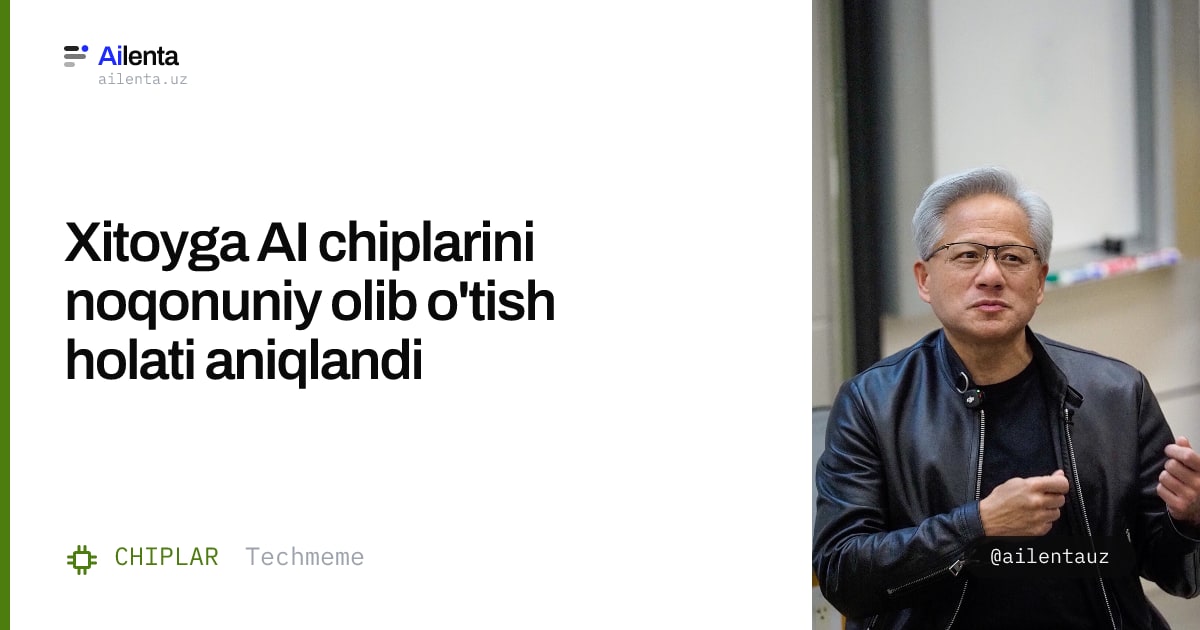 Ailenta
ailenta.uz
Xitoyga AI chiplarini
noqonuniy olib o'tish
holati aniqlandi
CHIPLAR Techmeme
@ailentauz